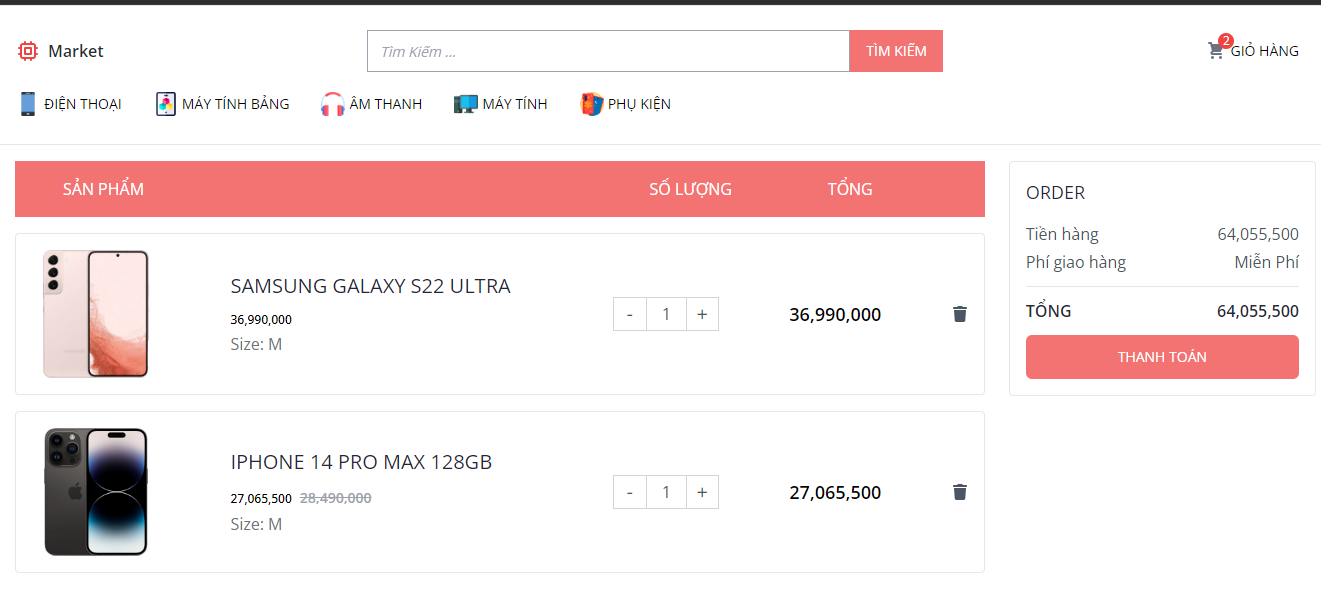 Market
Tìm Kiếm ...
TÌM KIẾM
2
GIỎ HÀNG
ĐIỆN THOẠI
MÁY TÍNH BẢNG
ÂM THANH
MÁY TÍNH
PHỤ KIỆN
SẢN PHẨM
SỐ LƯỢNG
TỔNG
SAMSUNG GALAXY S22 ULTRA
36,990,000
Size: M
- 1 +
36,990,000
IPHONE 14 PRO MAX 128GB
27,065,500 28,490,000
Size: M
- 1 +
27,065,500
ORDER
Tiền hàng 64,055,500
Phí giao hàng Miễn Phí
TỔNG 64,055,500
THANH TOÁN